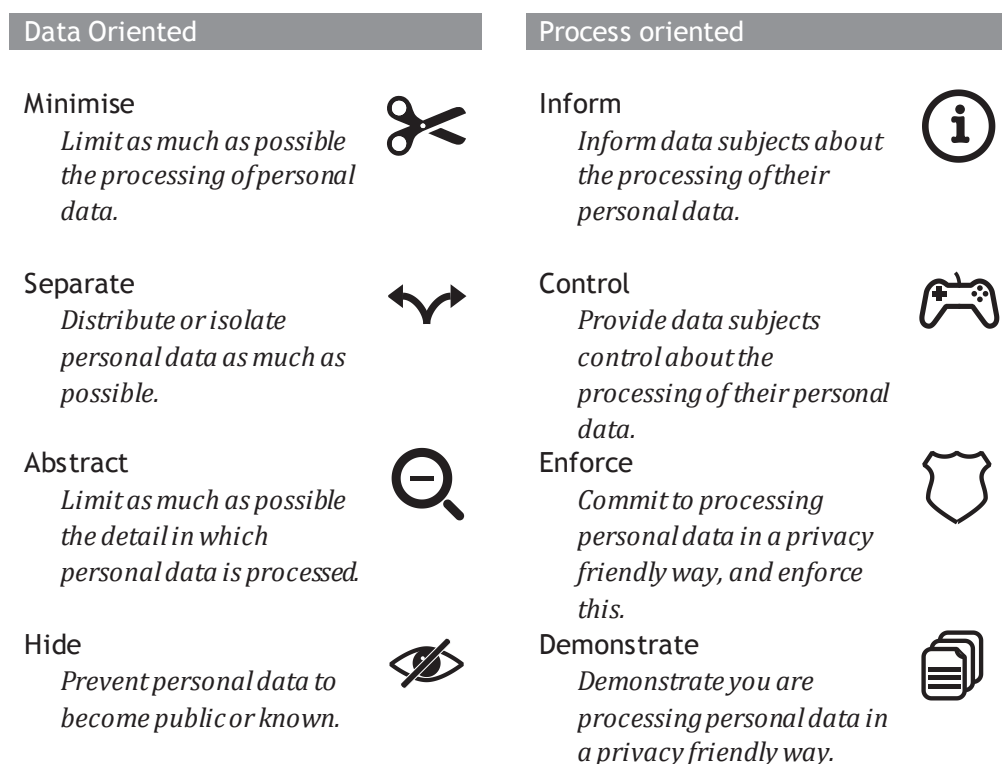 Data Oriented
Minimise
Limit as much as possible
the processing of personal
data.
Separate
Distribute or isolate
personal data as much as
possible.
Abstract
Limit as much as possible
the detail in which
personal data is processed.
Hide
Prevent personal data to
become public or known.
Process oriented
Inform
Inform data subjects about
the processing of their
personal data.
Control
Provide data subjects
control about the
processing of their personal
data.
Enforce
Commit to processing
personal data in a privacy
friendly way, and enforce
this.
Demonstrate
Demonstrate you are
processing personal data in
a privacy friendly way.